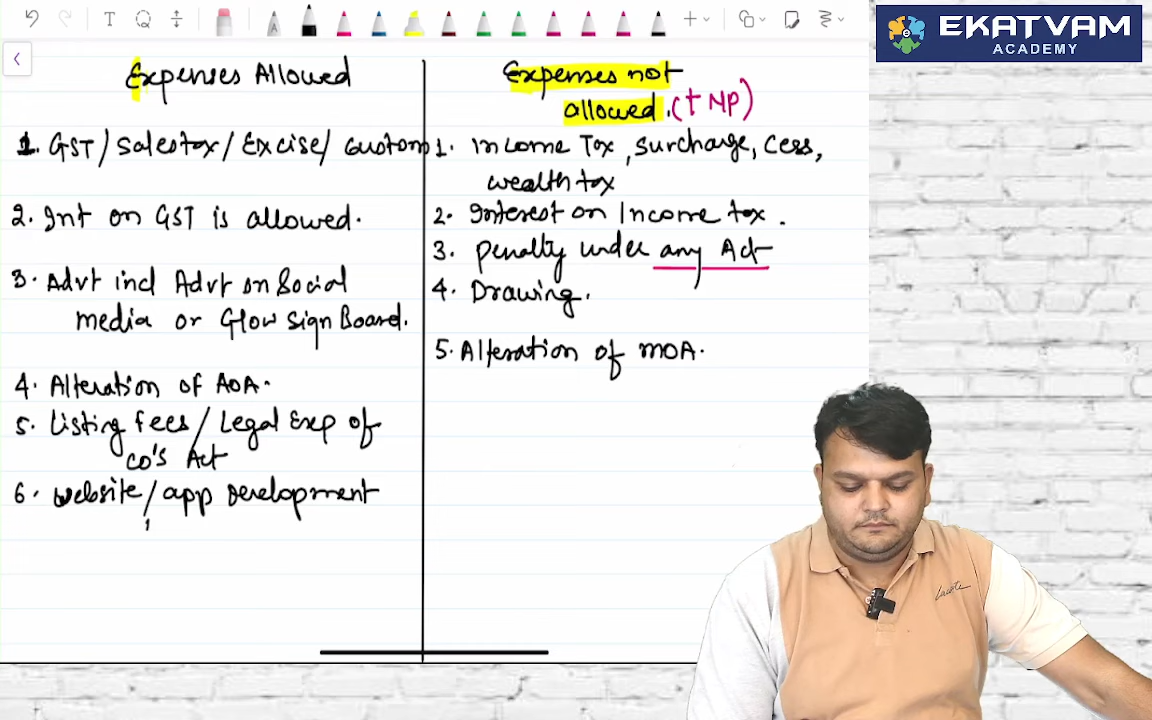 EKATVAM
ACADEMY
Expenses Allowed
1. GST/Salestax/Excise/ Custom
2. Int on GST is allowed.
3. Advt incl Advt on Social
media or Glow Sign Board.
4. Alteration of AOA.
5. Listing fees / Legal Exp of
CO's Act
6. Website/app Development
Expenses not
allowed. (+ NP)
1. Income Tax, surcharge, Cess,
wealth tax
2. Interest on Income tax.
3. Penalty under any Act
4. Drawing.
5. Alteration of MOA.